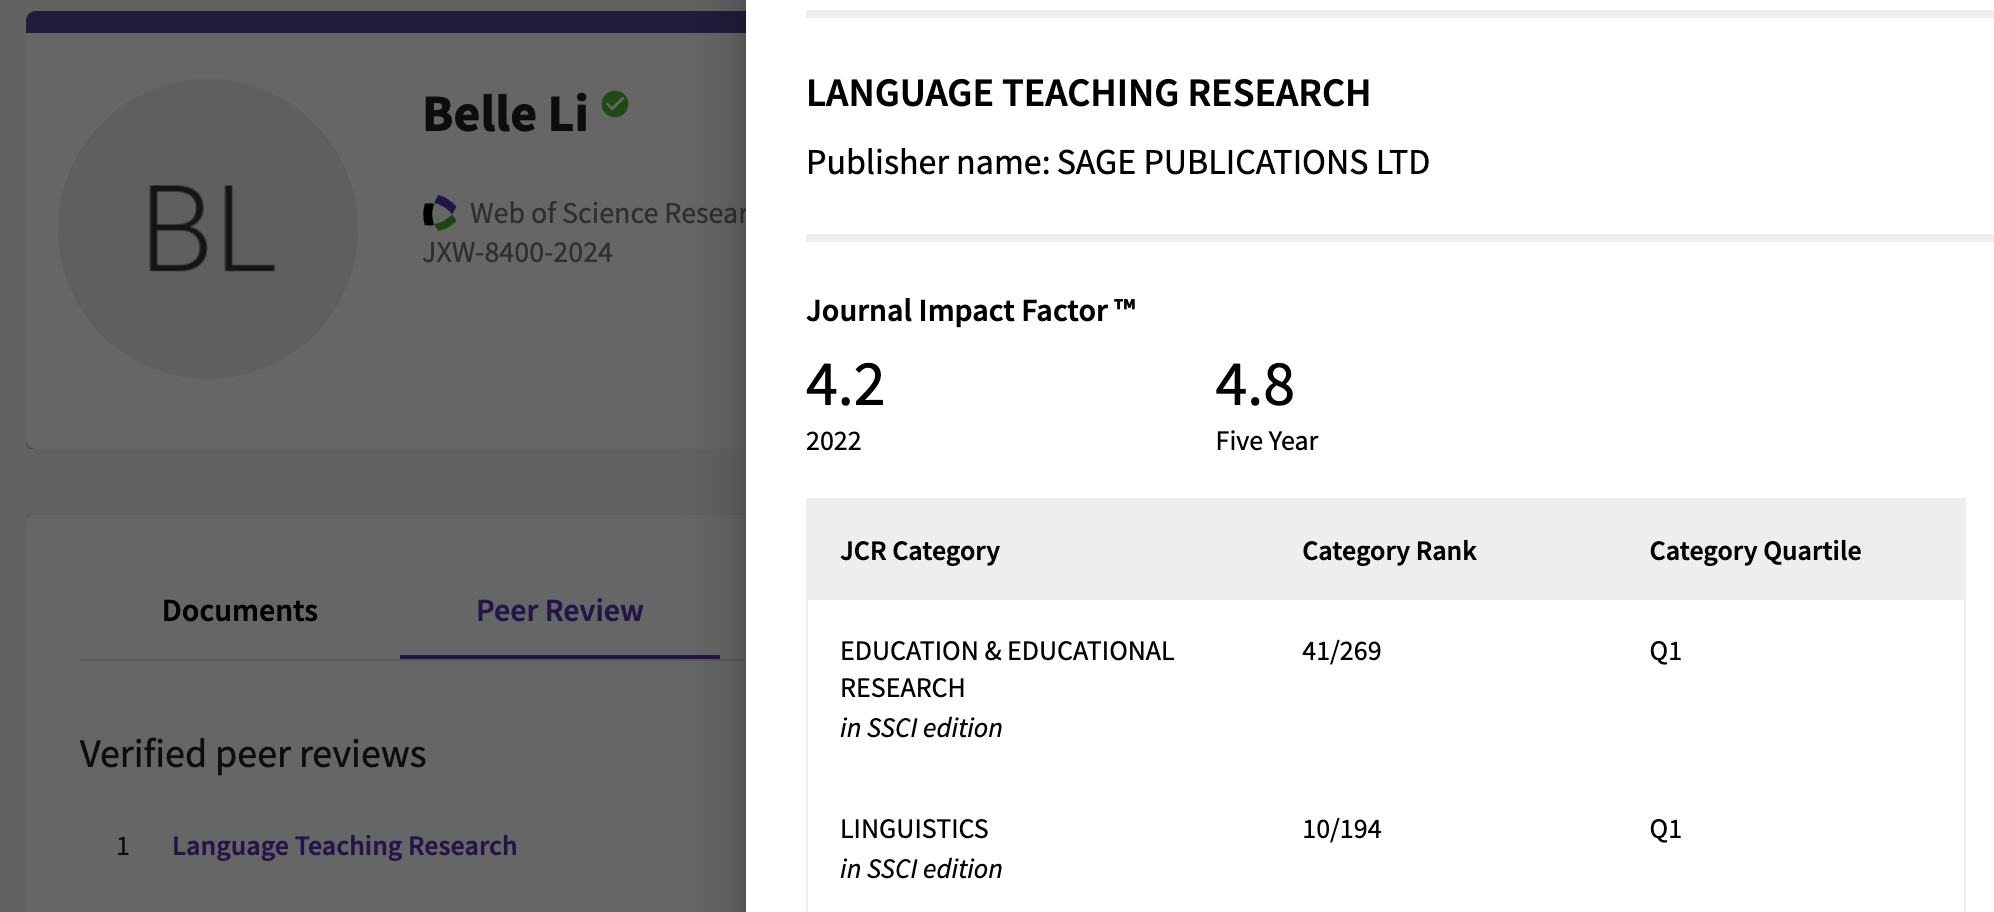 BL
Belle Li
Web of Science
JXW-8400-2024
Documents
Peer Review
Verified peer reviews
1 Language Teaching Research
LANGUAGE TEACHING RESEARCH
Publisher name: SAGE PUBLICATIONS LTD
Journal Impact Factor ™
4.2 4.8
2022 Five Year
JCR Category Category Rank Category Quartile
EDUCATION & EDUCATIONAL 41/269 Q1
RESEARCH
in SSCI edition
LINGUISTICS 10/194 Q1
in SSCI edition